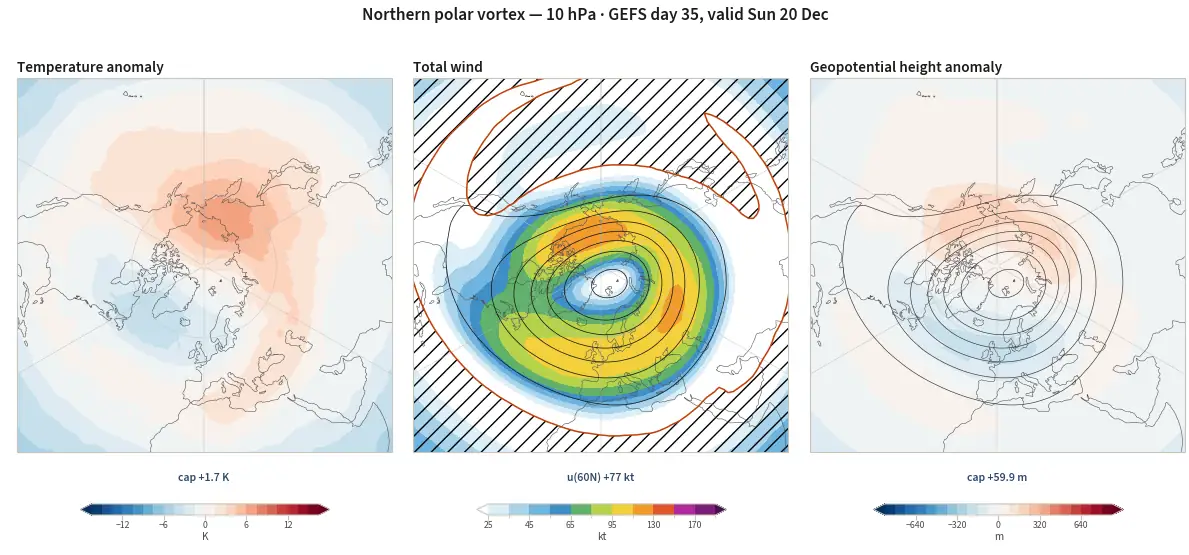 Northern polar vortex — 10 hPa · GEFS day 35, valid Sun 20 Dec
Temperature anomaly
Total wind
Geopotential height anomaly
cap +1.7 K
u(60N) +77 kt
cap +59.9 m
−12 −6 0 6 12
K
25 45 65 95 130 170
kt
−640 −320 0 320 640
m